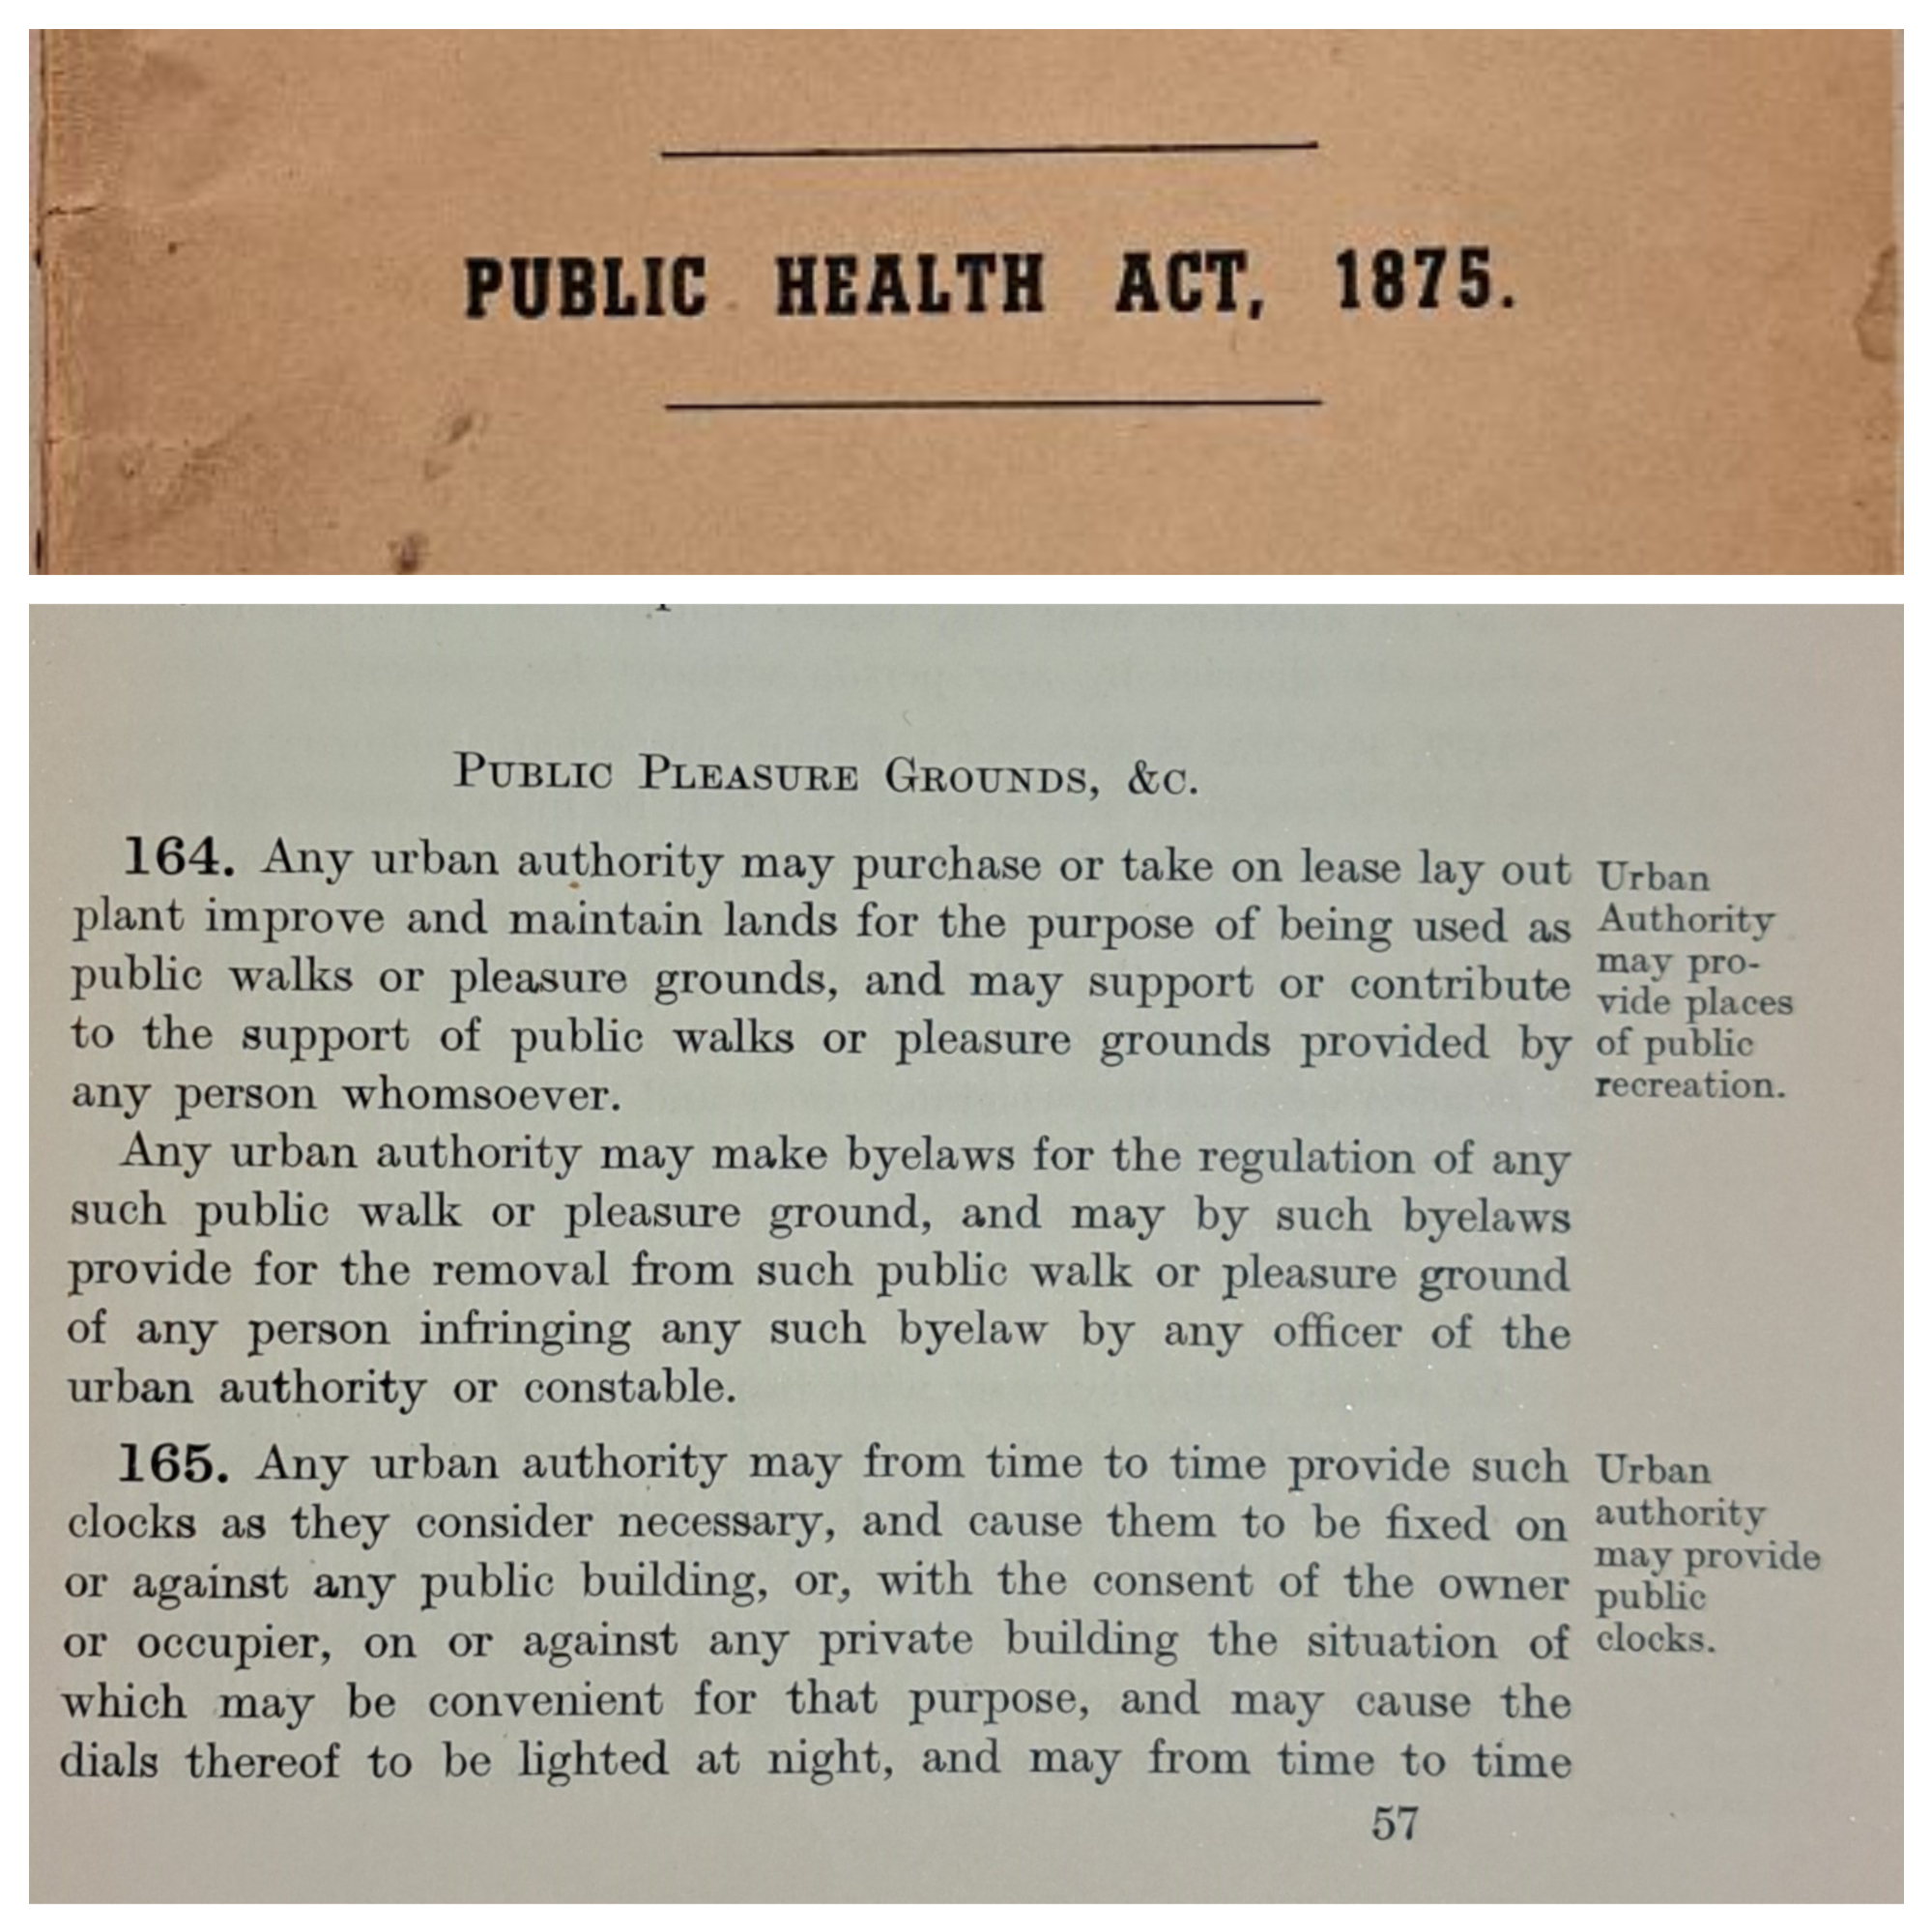 PUBLIC HEALTH ACT, 1875.
PUBLIC PLEASURE GROUNDS, &C.
164. Any urban authority may purchase or take on lease lay out
plant improve and maintain lands for the purpose of being used as
public walks or pleasure grounds, and may support or contribute
to the support of public walks or pleasure grounds provided by
any person whomsoever.
Urban
Authority
may pro-
vide places
of public
recreation.
Any urban authority may make byelaws for the regulation of any
such public walk or pleasure ground, and may by such byelaws
provide for the removal from such public walk or pleasure ground
of any person infringing any such byelaw by any officer of the
urban authority or constable.
165. Any urban authority may from time to time provide such
clocks as they consider necessary, and cause them to be fixed on
or against any public building, or, with the consent of the owner
or occupier, on or against any private building the situation of
which may be convenient for that purpose, and may cause the
dials thereof to be lighted at night, and may from time to time
Urban
authority
may provide
public
clocks.
57